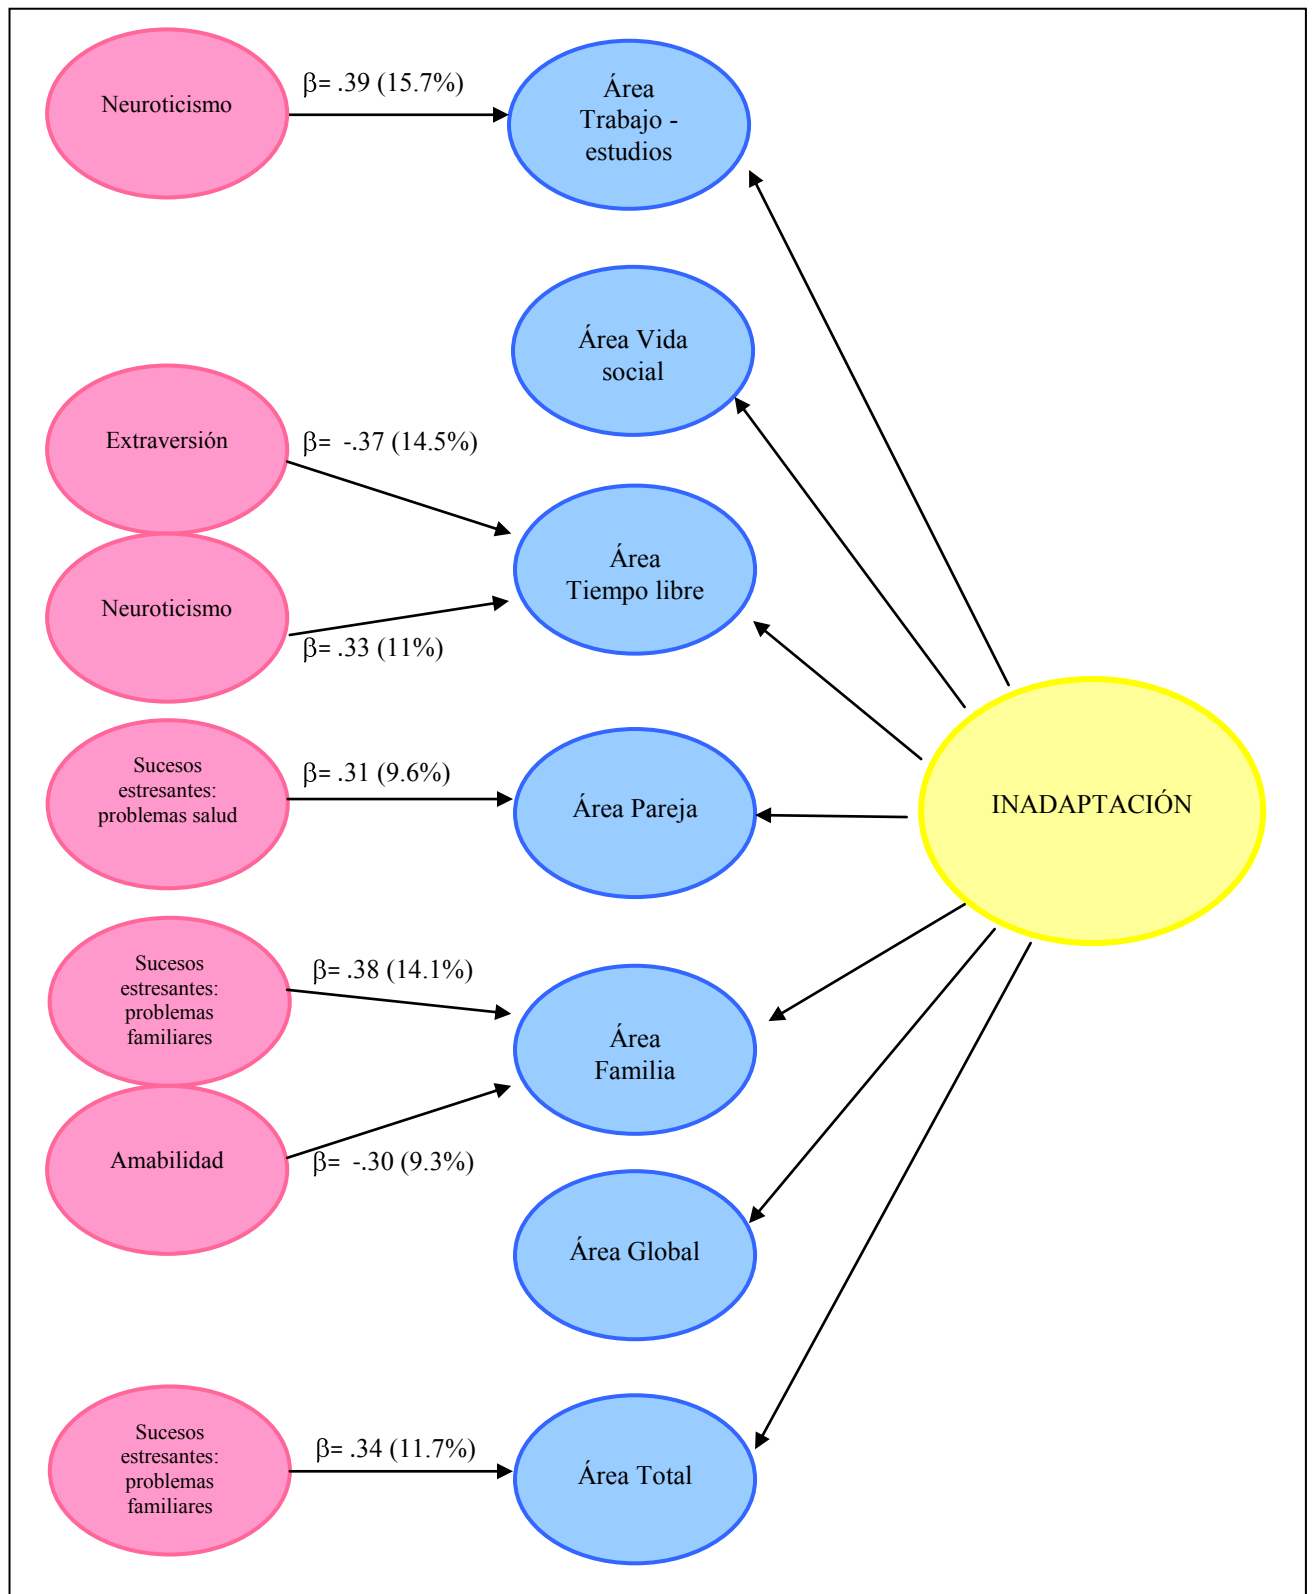 Neuroticismo
β= .39 (15.7%)
Área
Trabajo -
estudios
Área Vida
social
Extraversión
β=  -.37 (14.5%)
Área
Tiempo libre
Neuroticismo
β= .33 (11%)
Sucesos
estresantes:
problemas salud
β= .31 (9.6%)
Área Pareja
INADAPTACIÓN
Sucesos
estresantes:
problemas
familiares
β= .38 (14.1%)
Área
Familia
Amabilidad
β=  -.30 (9.3%)
Área Global
Sucesos
estresantes:
problemas
familiares
β= .34 (11.7%)
Área Total